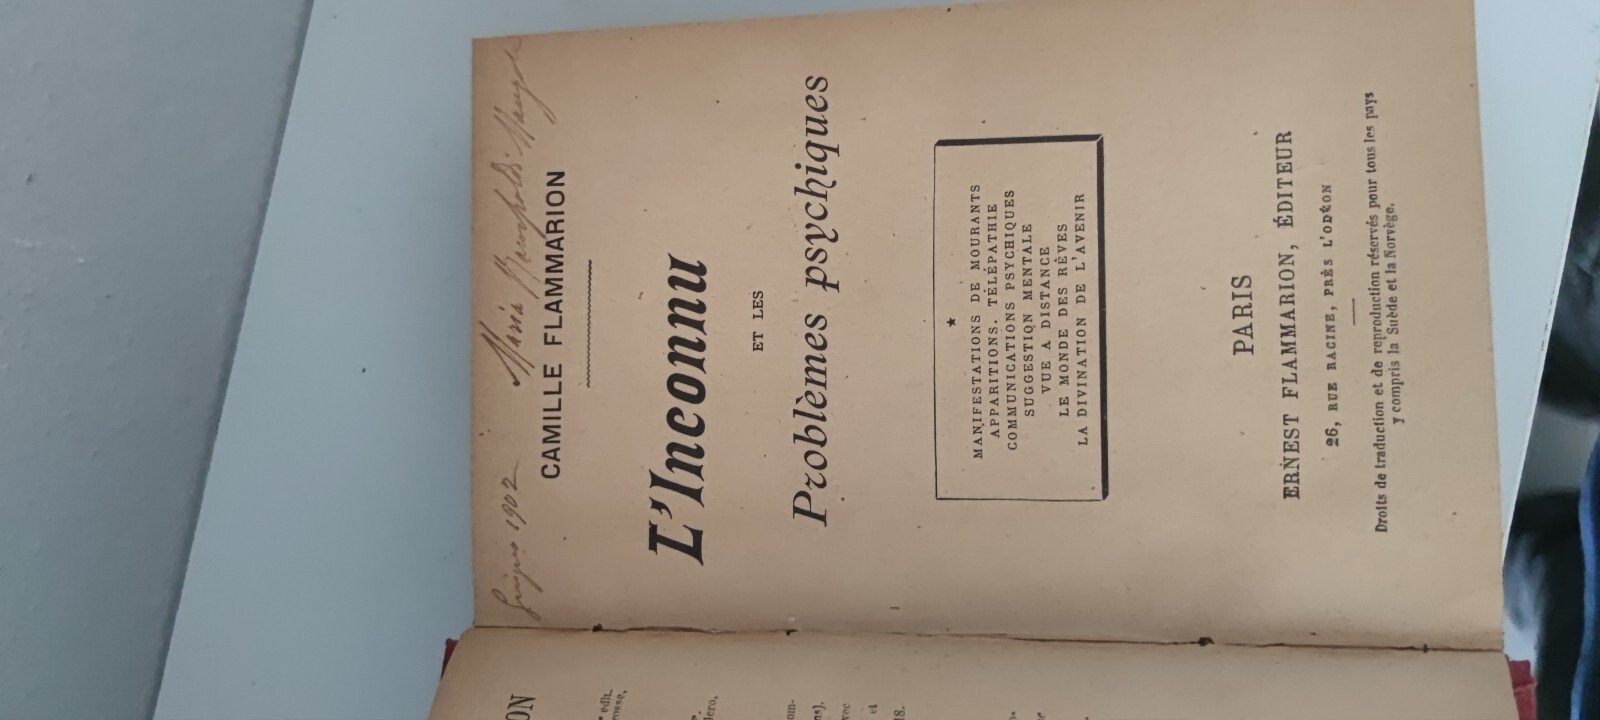 Giugno 1902 Maria
CAMILLE FLAMMARION
L'Inconnu
ET LES
Problèmes psychiques
★
MANIFESTATIONS DE MOURANTS
APPARITIONS. TÉLÉPATHIE
COMMUNICATIONS PSYCHIQUES
SUGGESTION MENTALE
VUE A DISTANCE
LE MONDE DES RÊVES
LA DIVINATION DE L'AVENIR
PARIS
ERNEST FLAMMARION, ÉDITEUR
26, RUE RACINE, PRÈS L'ODÉON
Droits de traduction et de reproduction réservés pour tous les pays
y compris la Suède et la Norvège.